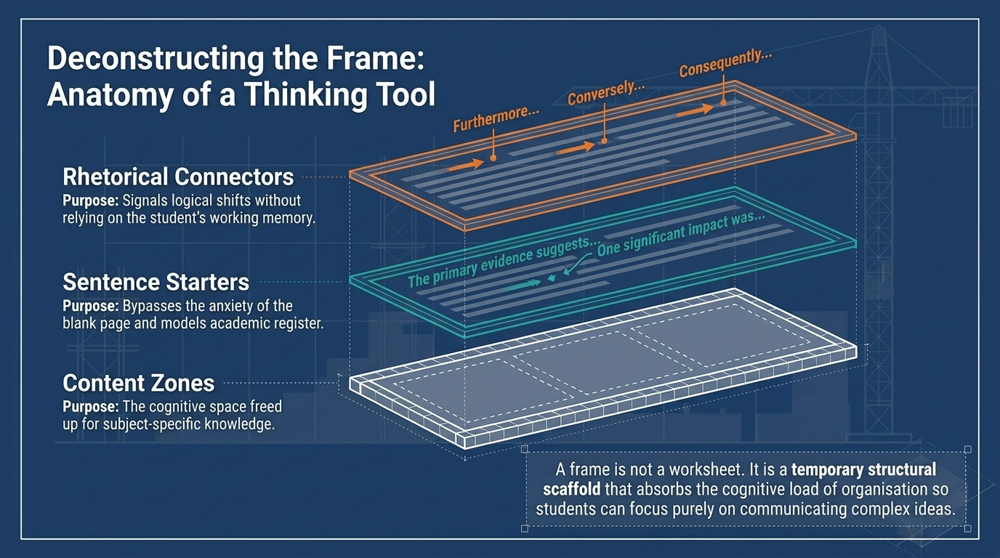 Deconstructing the Frame:
Anatomy of a Thinking Tool
Furthermore...
Conversely...
Consequently...
Rhetorical Connectors
Purpose: Signals logical shifts without
relying on the student's working memory.
The primary evidence suggests...
One significant impact was...
Sentence Starters
Purpose: Bypasses the anxiety of the
blank page and models academic register.
Content Zones
Purpose: The cognitive space freed
up for subject-specific knowledge.
A frame is not a worksheet. It is a temporary structural
scaffold that absorbs the cognitive load of organisation so
students can focus purely on communicating complex ideas.